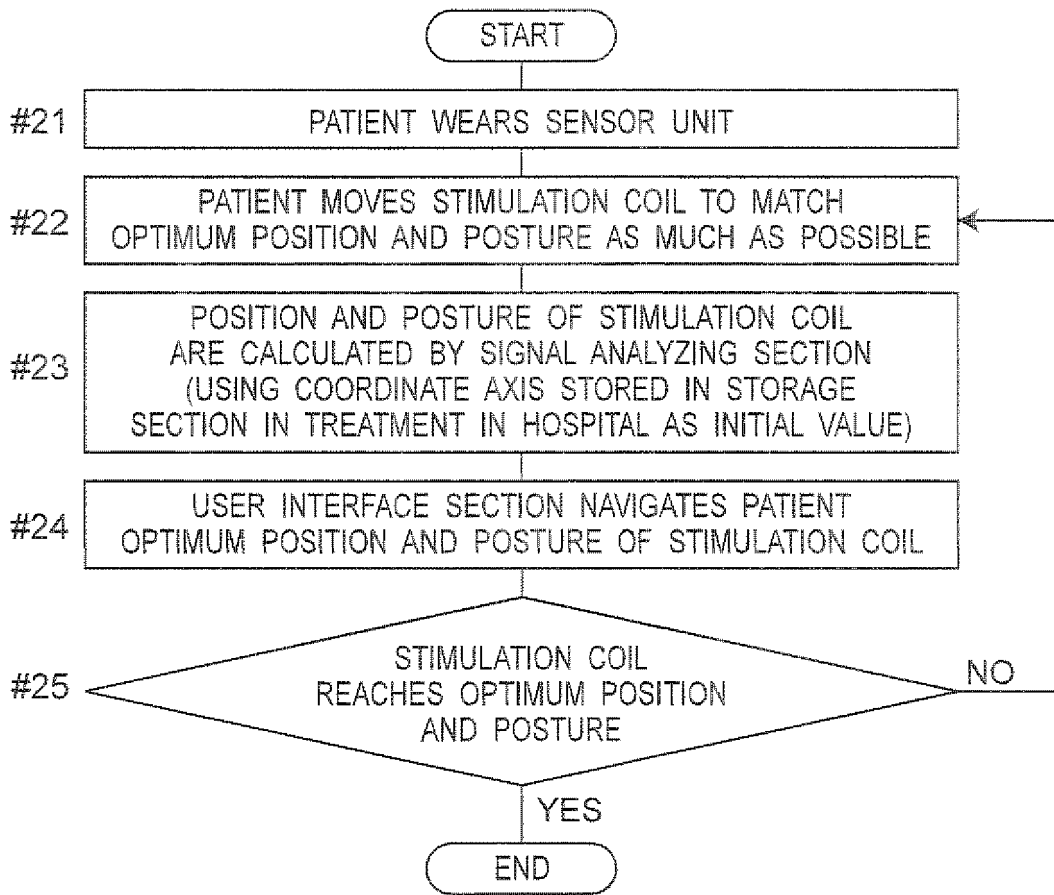 START
#21
PATIENT WEARS SENSOR UNIT
#22
PATIENT MOVES STIMULATION COIL TO MATCH
OPTIMUM POSITION AND POSTURE AS MUCH AS POSSIBLE
#23
POSITION AND POSTURE OF STIMULATION COIL
ARE CALCULATED BY SIGNAL ANALYZING SECTION
(USING COORDINATE AXIS STORED IN STORAGE
SECTION IN TREATMENT IN HOSPITAL AS INITIAL VALUE)
#24
USER INTERFACE SECTION NAVIGATES PATIENT
OPTIMUM POSITION AND POSTURE OF STIMULATION COIL
#25
STIMULATION COIL
REACHES OPTIMUM POSITION
AND POSTURE
NO
YES
END